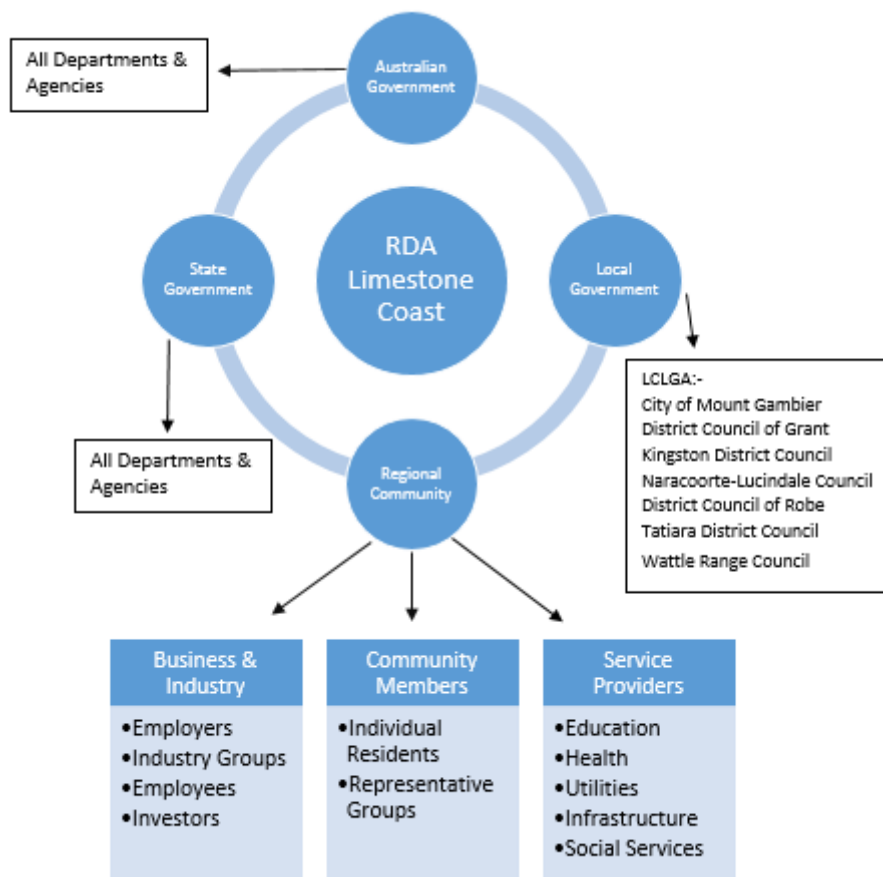 All Departments &
Agencies
Australian
Government
State
Government
RDA
Limestone
Coast
Local
Government
LCLGA:-
City of Mount Gambier
District Council of Grant
Kingston District Council
Naracoorte-Lucindale Council
District Council of Robe
Tatiara District Council
Wattle Range Council
All Departments &
Agencies
Regional
Community
Business &
Industry
•Employers
•Industry Groups
•Employees
•Investors
Community
Members
•Individual
Residents
•Representative
Groups
Service
Providers
•Education
•Health
•Utilities
•Infrastructure
•Social Services